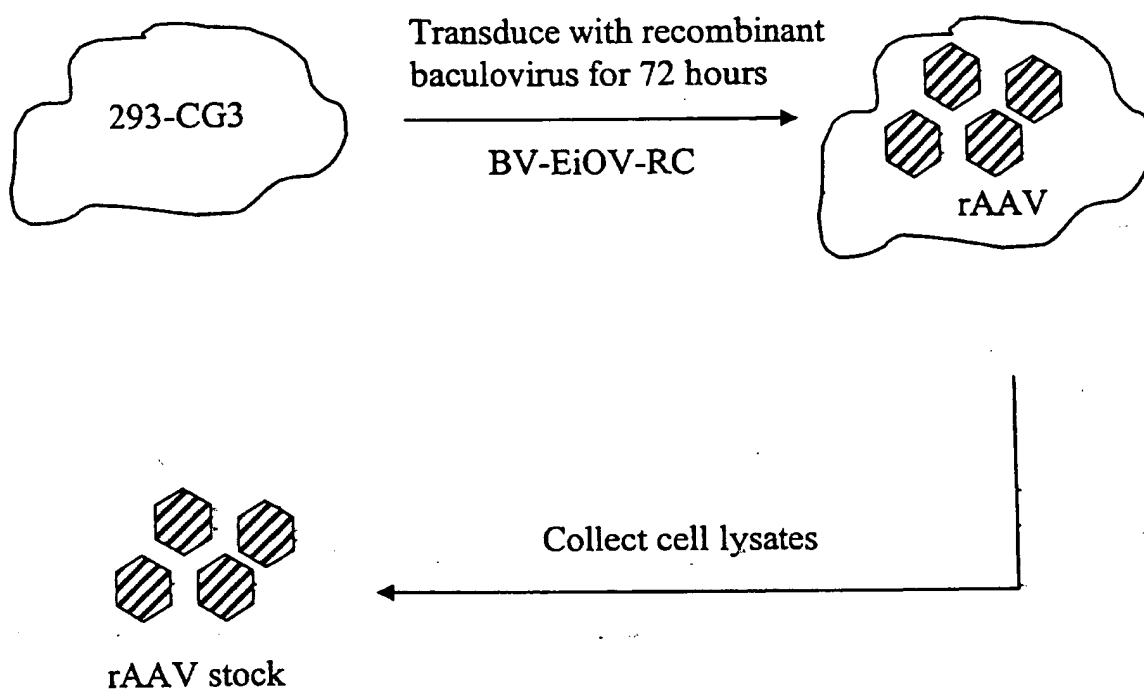 293-CG3
Transduce with recombinant
baculovirus for 72 hours
BV-EiOV-RC
rAAV
Collect cell lysates
rAAV stock